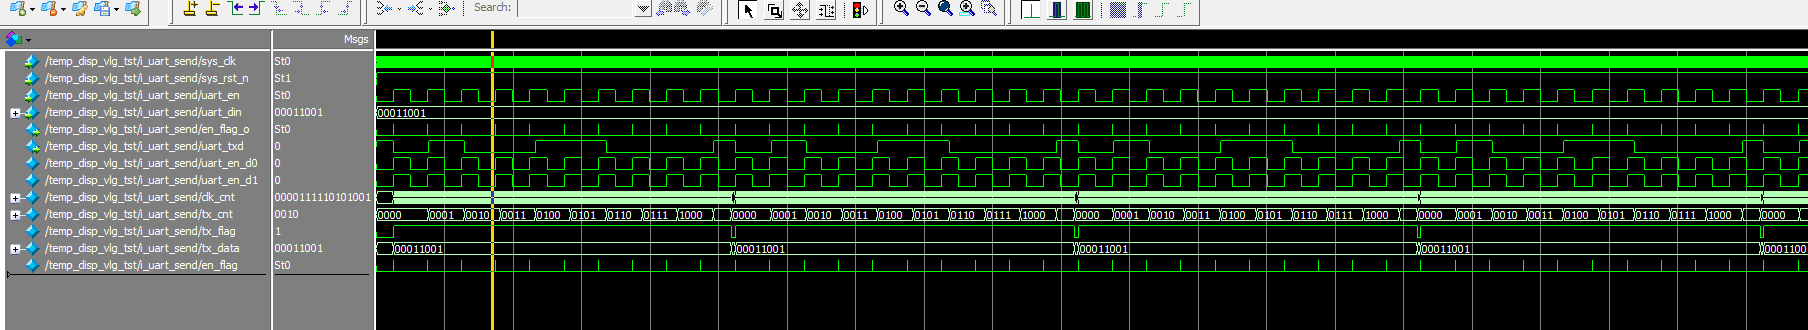 Search:
Msgs
/temp_disp_vlg_tst/i_uart_send/sys_clk St0
/temp_disp_vlg_tst/i_uart_send/sys_rst_n St1
/temp_disp_vlg_tst/i_uart_send/uart_en St0
/temp_disp_vlg_tst/i_uart_send/uart_din 00011001 00011001
/temp_disp_vlg_tst/i_uart_send/en_flag_o St0
/temp_disp_vlg_tst/i_uart_send/uart_txd 0
/temp_disp_vlg_tst/i_uart_send/uart_en_d0 0
/temp_disp_vlg_tst/i_uart_send/uart_en_d1 0
/temp_disp_vlg_tst/i_uart_send/clk_cnt 0000111110101001
/temp_disp_vlg_tst/i_uart_send/tx_cnt 0010 0000 0001 0010 0011 0100 0101 0110 0111 1000 0000 0001 0010 0011 0100 0101 0110 0111 1000 0000 0001 0010 0011 0100 0101 0110 0111 1000 0000 0001 0010 0011 0100 0101 0110 0111 1000 0000
/temp_disp_vlg_tst/i_uart_send/tx_flag 1
/temp_disp_vlg_tst/i_uart_send/tx_data 00011001 00011001 00011001 00011001 00011001 0001100
/temp_disp_vlg_tst/i_uart_send/en_flag St0